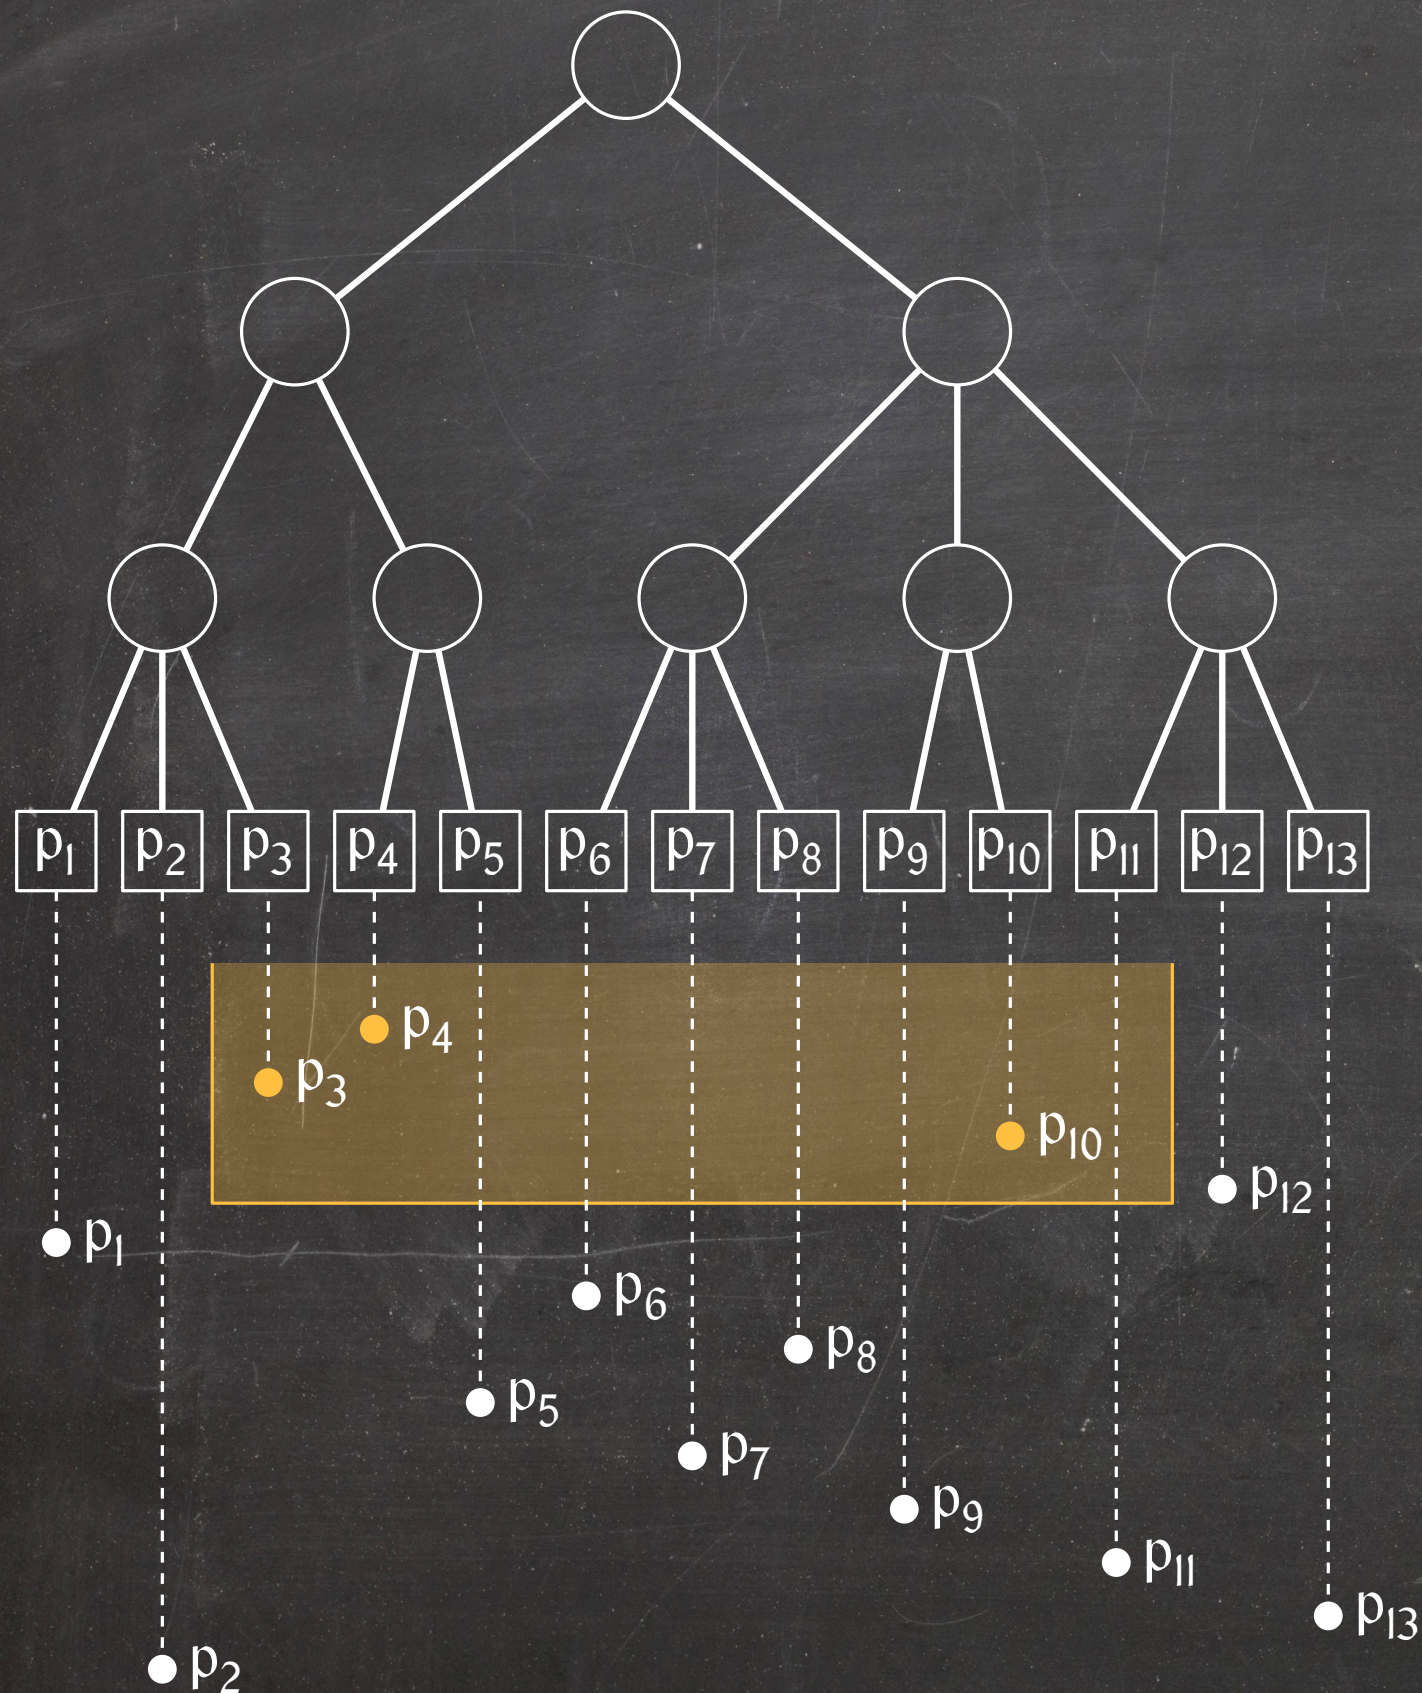 p₁ p₂ p₃ p₄ p₅ p₆ p₇ p₈ p₉ p₁₀ p₁₁ p₁₂ p₁₃
p₄
p₃
p₁₀
p₁₂
p₁
p₆
p₈
p₅
p₇
p₉
p₁₁
p₁₃
p₂